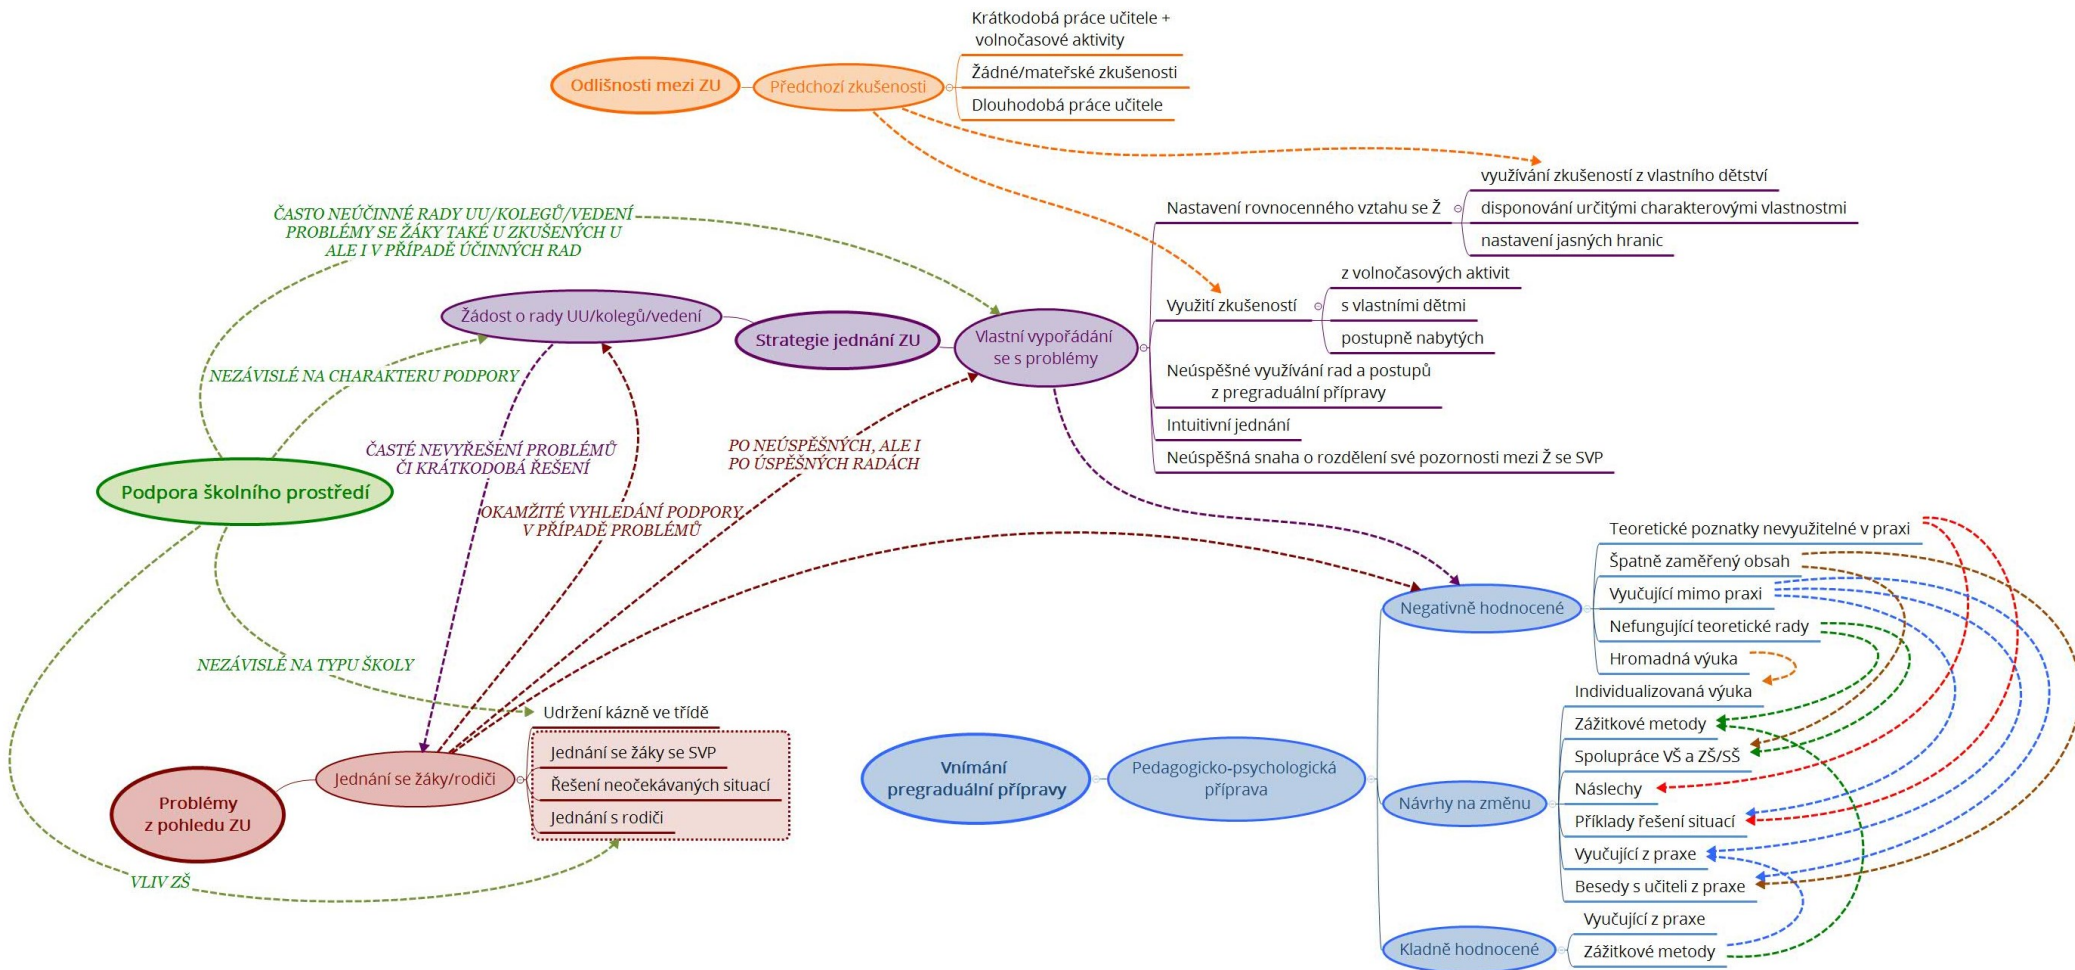 Krátkodobá práce učitele +
volnočasové aktivity
Odlišnosti mezi ZU
Předchozí zkušenosti
Žádné/mateřské zkušenosti
Dlouhodobá práce učitele
ČASTO NEÚČINNÉ RADY UU/KOLEGŮ/VEDENÍ
PROBLÉMY SE ŽÁKY TAKÉ U ZKUŠENÝCH U
ALE I V PŘÍPADĚ ÚČINNÝCH RAD
Žádost o rady UU/kolegů/vedení
Strategie jednání ZU
Vlastní vypořádání
se s problémy
Nastavení rovnocenného vztahu se Ž
využívání zkušeností z vlastního dětství
disponování určitými charakterovými vlastnostmi
nastavení jasných hranic
Využití zkušeností
z volnočasových aktivit
s vlastními dětmi
postupně nabytých
Neúspěšné využívání rad a postupů
z pregraduální přípravy
Intuitivní jednání
Neúspěšná snaha o rozdělení své pozornosti mezi Ž se SVP
NEZÁVISLÉ NA CHARAKTERU PODPORY
ČASTÉ NEVYŘEŠENÍ PROBLÉMŮ
ČI KRÁTKODOBÁ ŘEŠENÍ
PO NEÚSPĚŠNÝCH, ALE I
PO ÚSPĚŠNÝCH RADÁCH
Podpora školního prostředí
OKAMŽITÉ VYHLEDÁNÍ PODPORY
V PŘÍPADĚ PROBLÉMŮ
NEZÁVISLÉ NA TYPU ŠKOLY
Problémy
z pohledu ZU
Jednání se žáky/rodiči
Udržení kázně ve třídě
Jednání se žáky se SVP
Řešení neočekávaných situací
Jednání s rodiči
VLIV ZŠ
Vnímání
pregraduální přípravy
Pedagogicko-psychologická
příprava
Negativně hodnocené
Teoretické poznatky nevyužitelné v praxi
Špatně zaměřený obsah
Vyučující mimo praxi
Nefungující teoretické rady
Hromadná výuka
Návrhy na změnu
Individualizovaná výuka
Zážitkové metody
Spolupráce VŠ a ZŠ/SŠ
Náslechy
Příklady řešení situací
Vyučující z praxe
Besedy s učiteli z praxe
Kladně hodnocené
Vyučující z praxe
Zážitkové metody